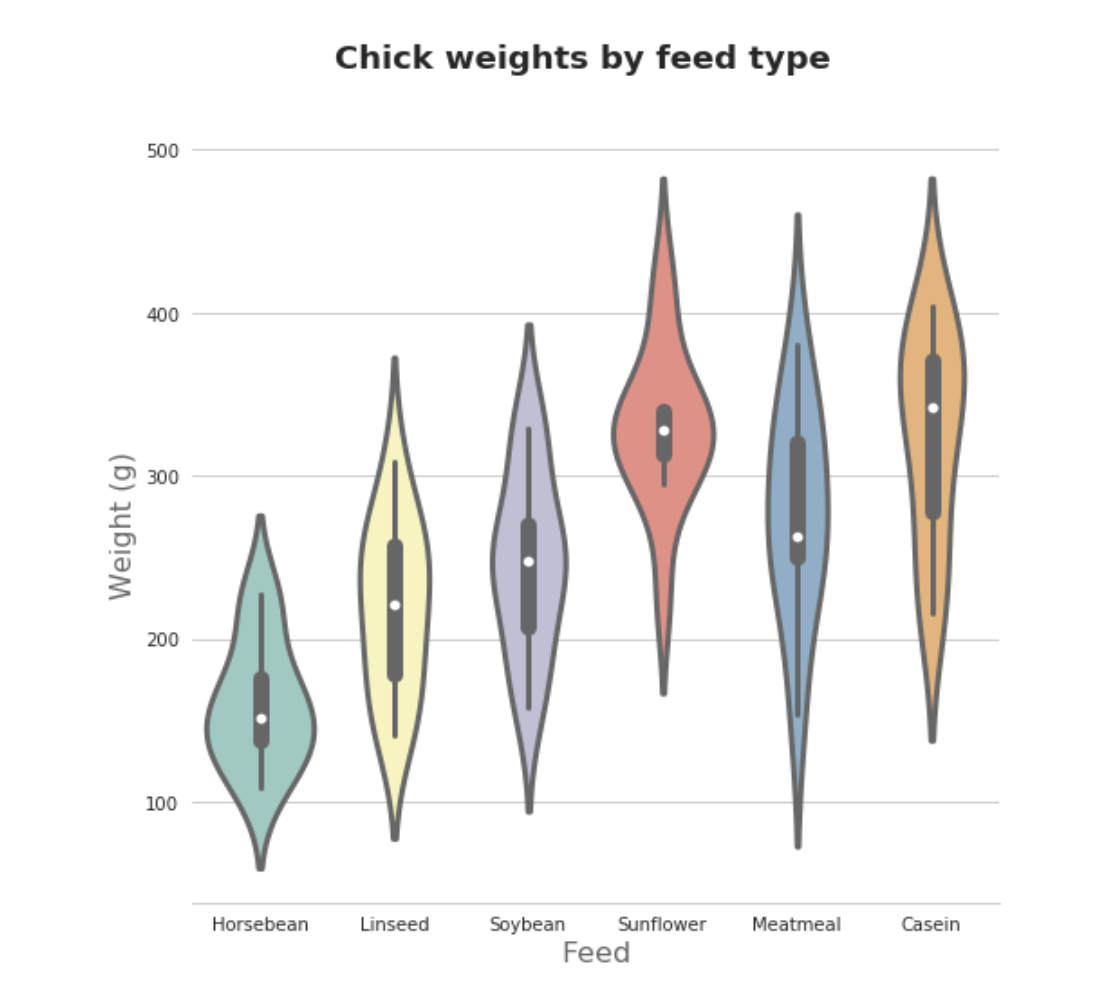 Chick weights by feed type
500
400
300
200
100
Weight (g)
Horsebean Linseed Soybean Sunflower Meatmeal Casein
Feed